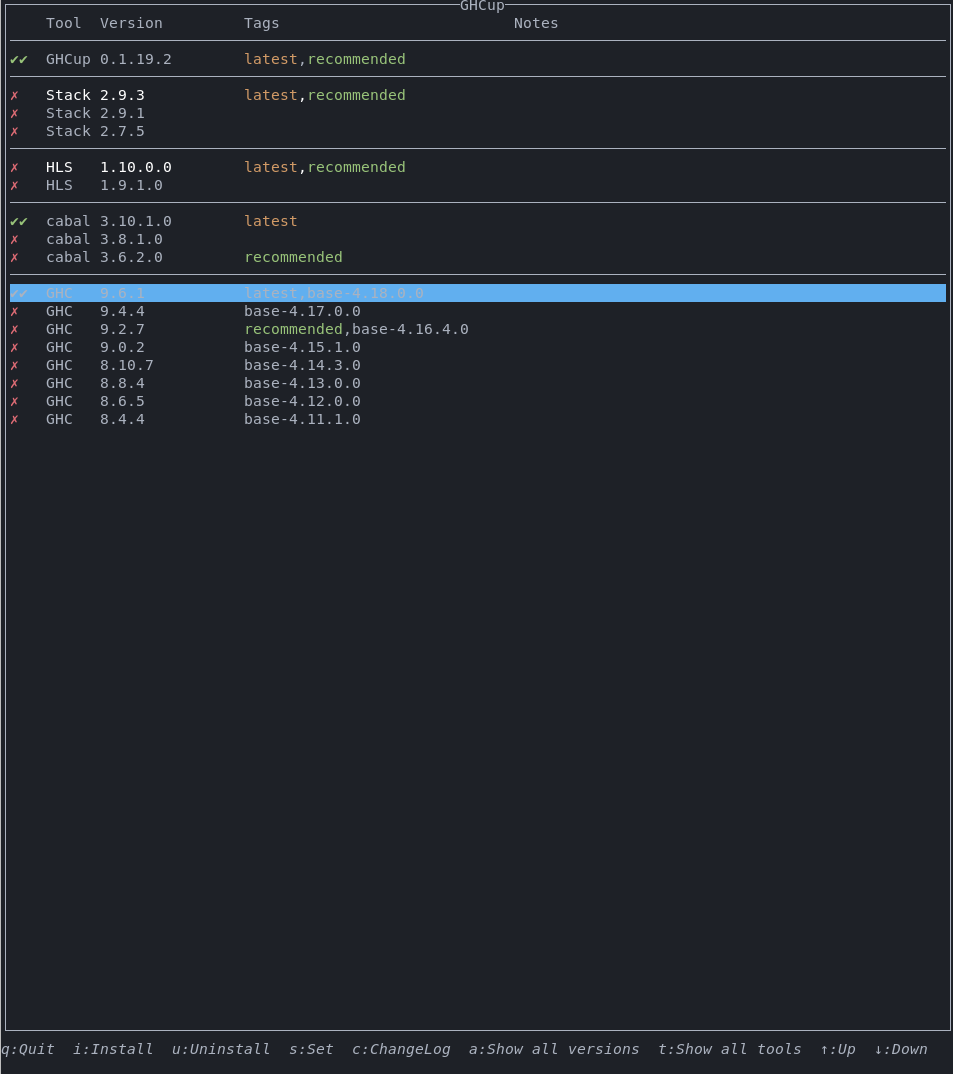 GHCup
Tool Version Tags Notes
✔✔ GHCup 0.1.19.2 latest,recommended
✗ Stack 2.9.3 latest,recommended
✗ Stack 2.9.1
✗ Stack 2.7.5
✗ HLS 1.10.0.0 latest,recommended
✗ HLS 1.9.1.0
✔✔ cabal 3.10.1.0 latest
✗ cabal 3.8.1.0
✗ cabal 3.6.2.0 recommended
✔✔ GHC 9.6.1 latest,base-4.18.0.0
✗ GHC 9.4.4 base-4.17.0.0
✗ GHC 9.2.7 recommended,base-4.16.4.0
✗ GHC 9.0.2 base-4.15.1.0
✗ GHC 8.10.7 base-4.14.3.0
✗ GHC 8.8.4 base-4.13.0.0
✗ GHC 8.6.5 base-4.12.0.0
✗ GHC 8.4.4 base-4.11.1.0
q:Quit i:Install u:Uninstall s:Set c:ChangeLog a:Show all versions t:Show all tools ↑:Up ↓:Down